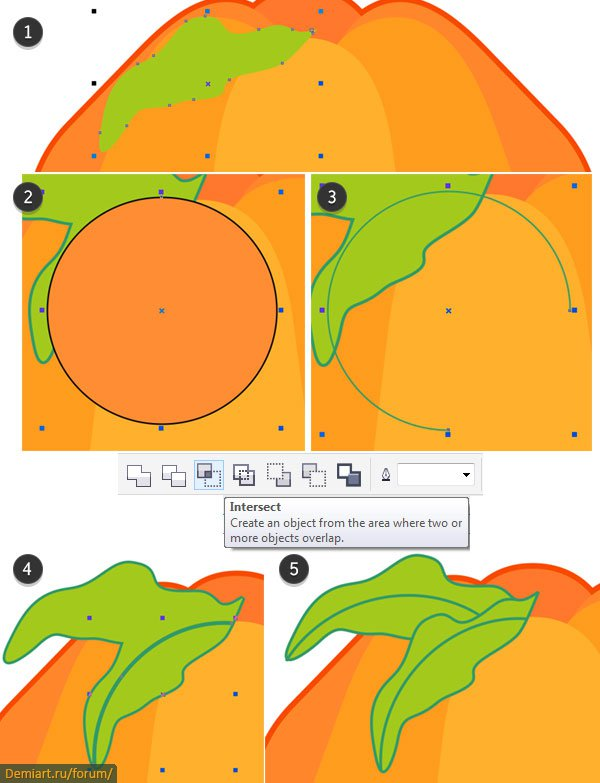 1
2
3
Intersect
Create an object from the area where two or
more objects overlap.
4
5
Demiart.ru/forum/